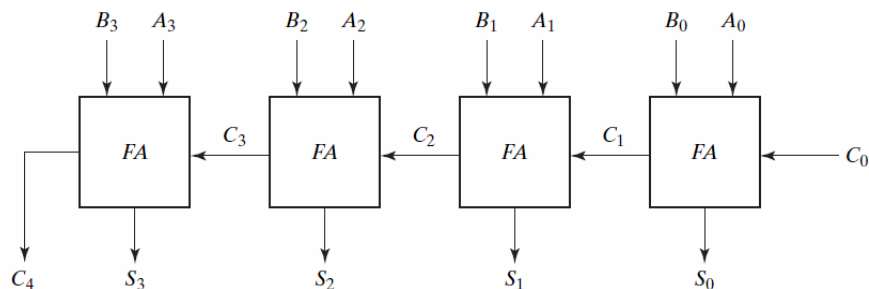 B₃ A₃ B₂ A₂ B₁ A₁ B₀ A₀
C₃ C₂ C₁
FA FA FA FA C₀
C₄ S₃ S₂ S₁ S₀